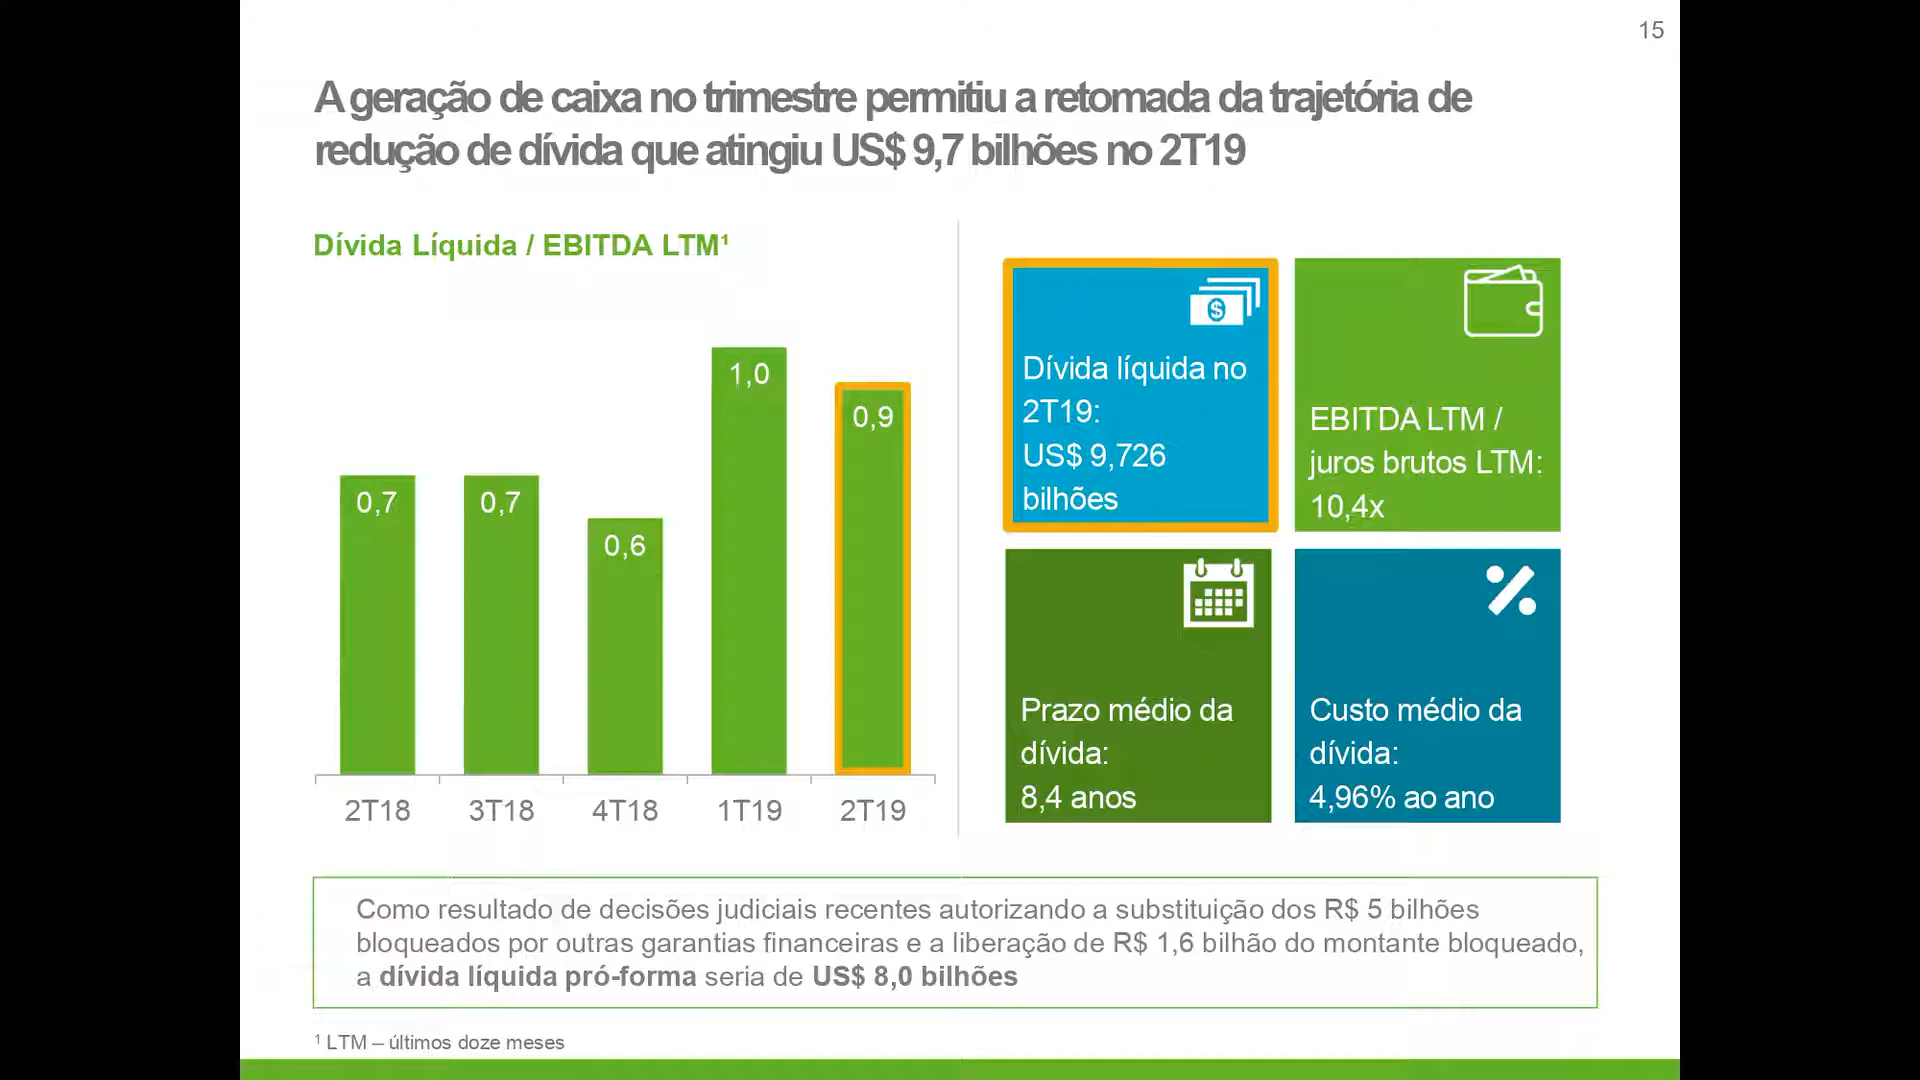 15
A geração de caixa no trimestre permitiu a retomada da trajetória de
redução de dívida que atingiu US$ 9,7 bilhões no 2T19
Dívida Líquida / EBITDA LTM¹
0,7
0,7
0,6
1,0
0,9
2T18
3T18
4T18
1T19
2T19
$
Dívida líquida no
2T19:
US$ 9,726
bilhões
EBITDA LTM /
juros brutos LTM:
10,4x
Prazo médio da
dívida:
8,4 anos
%
Custo médio da
dívida:
4,96% ao ano
Como resultado de decisões judiciais recentes autorizando a substituição dos R$ 5 bilhões
bloqueados por outras garantias financeiras e a liberação de R$ 1,6 bilhão do montante bloqueado,
a dívida líquida pró-forma seria de US$ 8,0 bilhões
¹ LTM – últimos doze meses